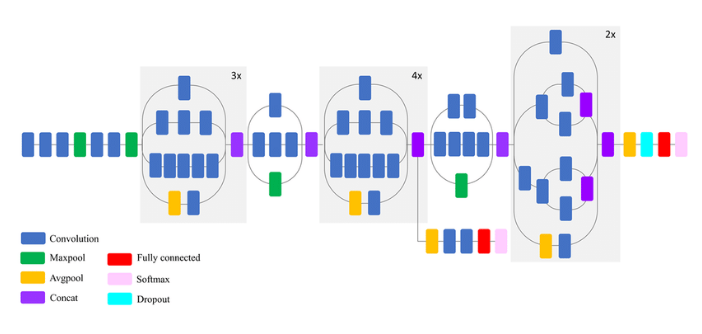 3x
4x
2x
Convolution
Maxpool
Fully connected
Avgpool
Softmax
Concat
Dropout